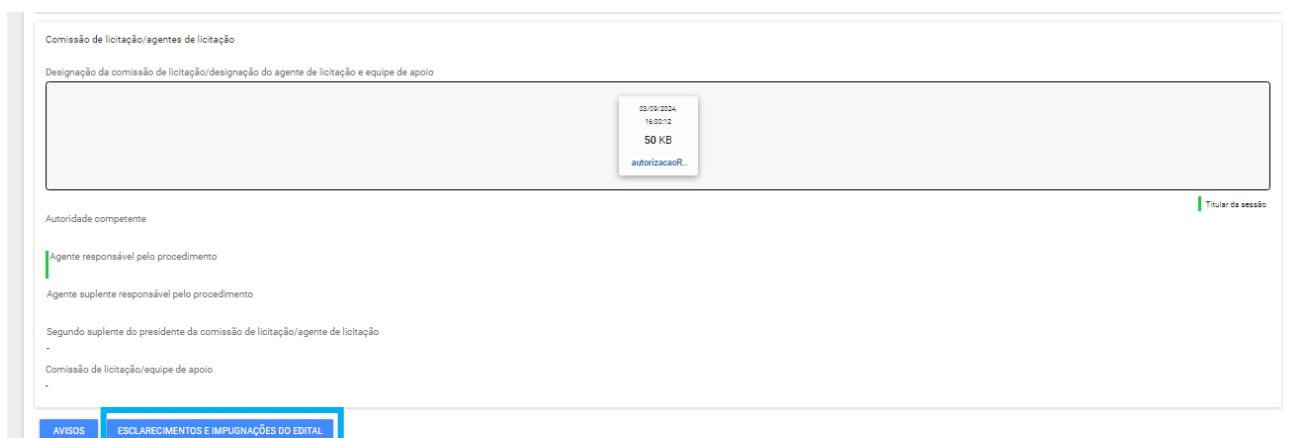 Comissão de licitação/agentes de licitação
Designação da comissão de licitação/designação do agente de licitação e equipe de apoio
03/09/2024,
16:00:12
50 KB
autorizacaoR...
Titular da sessão
Autoridade competente
Agente responsável pelo procedimento
Agente suplente responsável pelo procedimento
Segundo suplente do presidente da comissão de licitação/agente de licitação
-
Comissão de licitação/equipe de apoio
-
AVISOS ESCLARECIMENTOS E IMPUGNAÇÕES DO EDITAL